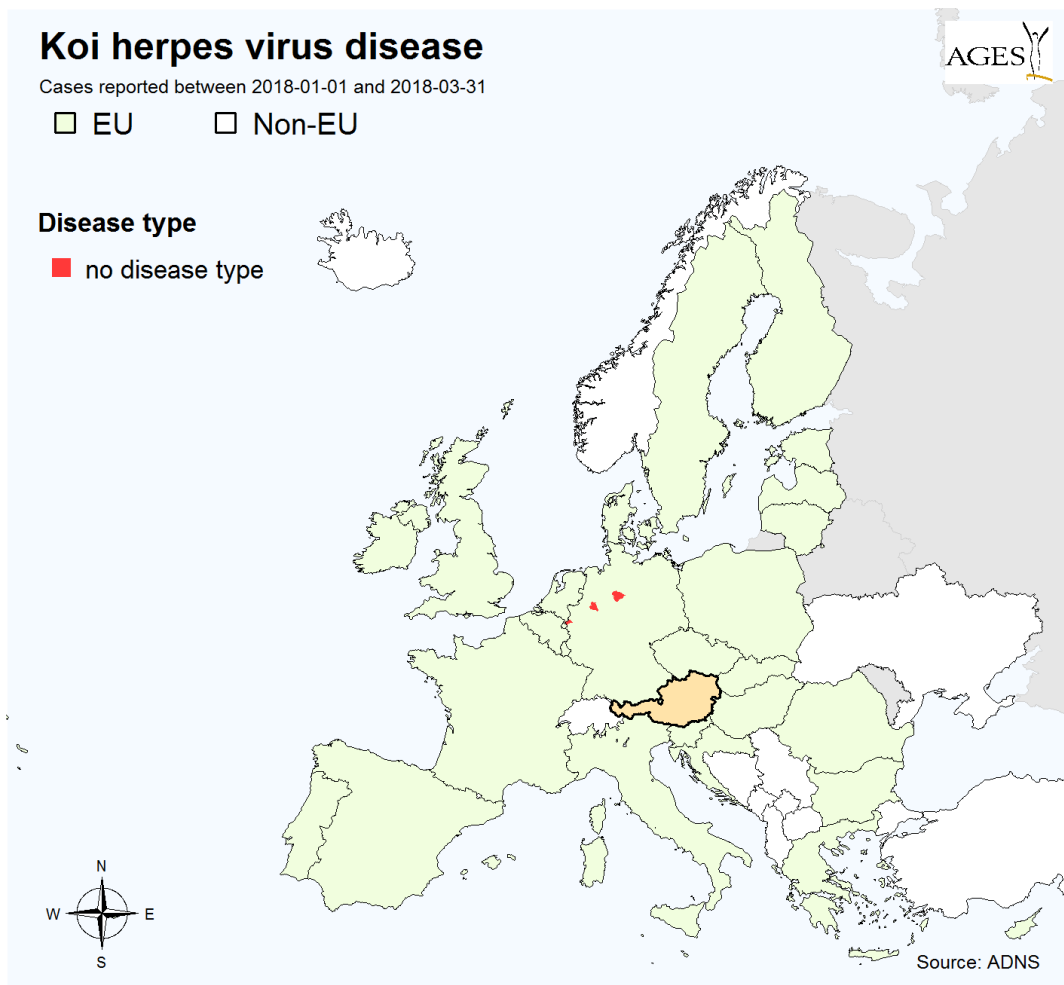 Koi herpes virus disease
Cases reported between 2018-01-01 and 2018-03-31
EU Non-EU
Disease type
no disease type
AGES
N
W E
S
Source: ADNS